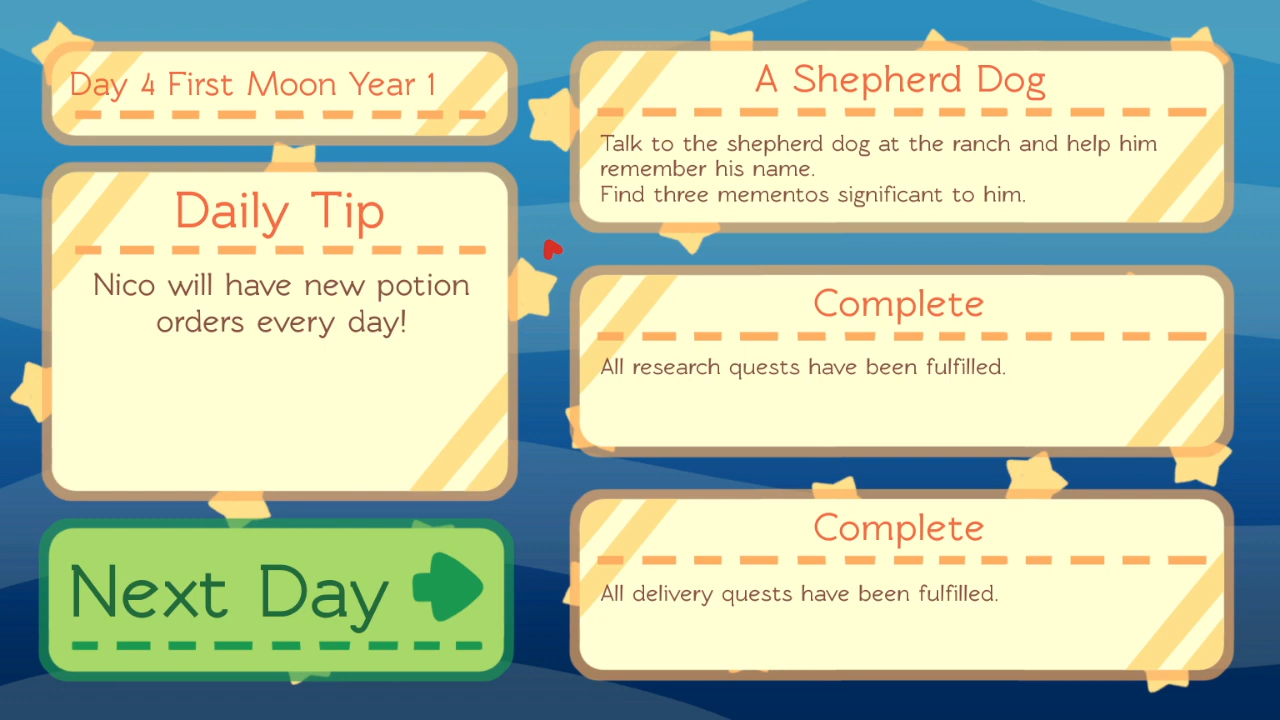 Day 4 First Moon Year 1
Daily Tip
Nico will have new potion
orders every day!
Next Day
A Shepherd Dog
Talk to the shepherd dog at the ranch and help him
remember his name.
Find three mementos significant to him.
Complete
All research quests have been fulfilled.
Complete
All delivery quests have been fulfilled.